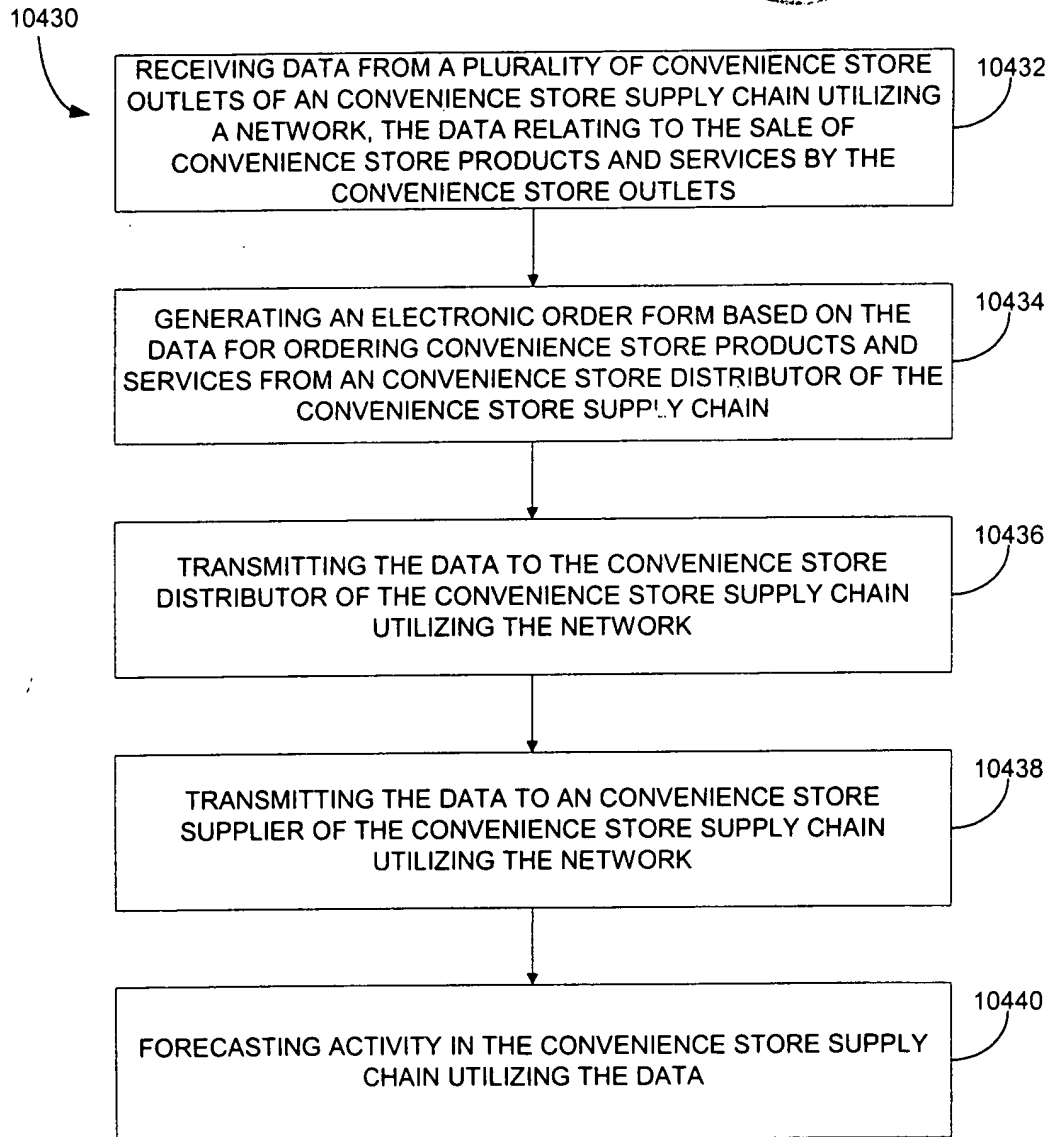 10430
RECEIVING DATA FROM A PLURALITY OF CONVENIENCE STORE
OUTLETS OF AN CONVENIENCE STORE SUPPLY CHAIN UTILIZING
A NETWORK, THE DATA RELATING TO THE SALE OF
CONVENIENCE STORE PRODUCTS AND SERVICES BY THE
CONVENIENCE STORE OUTLETS
10432
GENERATING AN ELECTRONIC ORDER FORM BASED ON THE
DATA FOR ORDERING CONVENIENCE STORE PRODUCTS AND
SERVICES FROM AN CONVENIENCE STORE DISTRIBUTOR OF THE
CONVENIENCE STORE SUPPLY CHAIN
10434
TRANSMITTING THE DATA TO THE CONVENIENCE STORE
DISTRIBUTOR OF THE CONVENIENCE STORE SUPPLY CHAIN
UTILIZING THE NETWORK
10436
TRANSMITTING THE DATA TO AN CONVENIENCE STORE
SUPPLIER OF THE CONVENIENCE STORE SUPPLY CHAIN
UTILIZING THE NETWORK
10438
FORECASTING ACTIVITY IN THE CONVENIENCE STORE SUPPLY
CHAIN UTILIZING THE DATA
10440